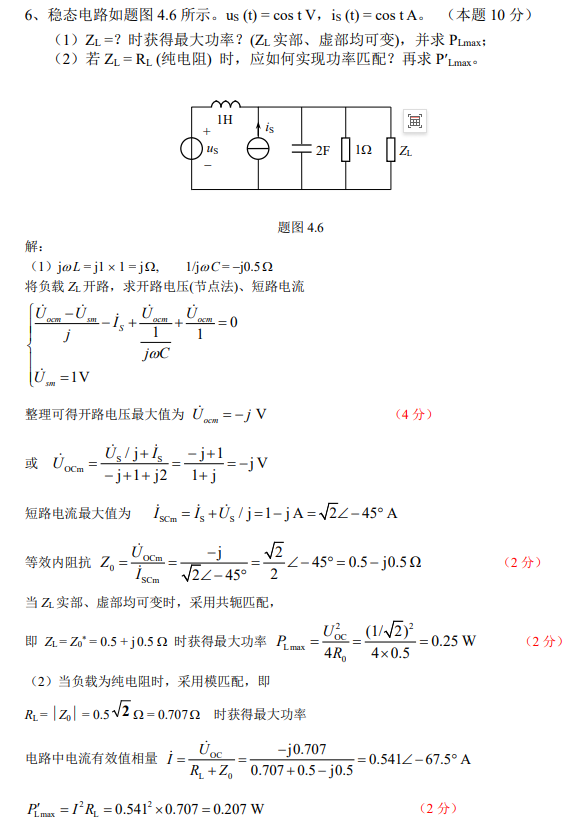 6、稳态电路如题图 4.6 所示。uS (t) = cos t V，iS (t) = cos t A。 （本题 10 分）
（1）ZL =？时获得最大功率？(ZL 实部、虚部均可变)，并求 PLmax；
（2）若 ZL = RL (纯电阻) 时，应如何实现功率匹配？再求 P′Lmax。
1H
+
iS
uS
−
2F
1Ω
ZL
题图 4.6
解:
（1）jωL = j1 × 1 = jΩ, 1/jωC = −j0.5Ω
将负载 ZL 开路，求开路电压(节点法)、短路电流
{ (U̇ocm − U̇sm)/j − İS + U̇ocm/(1/jωC) + U̇ocm/1 = 0
U̇sm = 1V
整理可得开路电压最大值为 U̇ocm = −j V （4 分）
或 U̇OCm = (U̇S / j + İS)/(−j+1+j2) = (−j+1)/(1+j) = −j V
短路电流最大值为 İSCm = İS + U̇S / j = 1 − j A = √2∠−45° A
等效内阻抗 Z0 = U̇OCm/İSCm = −j/(√2∠−45°) = √2/2 ∠−45° = 0.5 − j0.5 Ω （2 分）
当 ZL 实部、虚部均可变时，采用共轭匹配，
即 ZL = Z0* = 0.5 + j 0.5 Ω 时获得最大功率 PLmax = U²OC/4R0 = (1/√2)²/(4×0.5) = 0.25 W （2 分）
（2）当负载为纯电阻时，采用模匹配，即
RL = |Z0| = 0.5√2 Ω = 0.707Ω 时获得最大功率
电路中电流有效值相量 İ = U̇OC/(RL + Z0) = −j0.707/(0.707 + 0.5 − j0.5) = 0.541∠−67.5° A
P′Lmax = I²RL = 0.541² × 0.707 = 0.207 W （2 分）